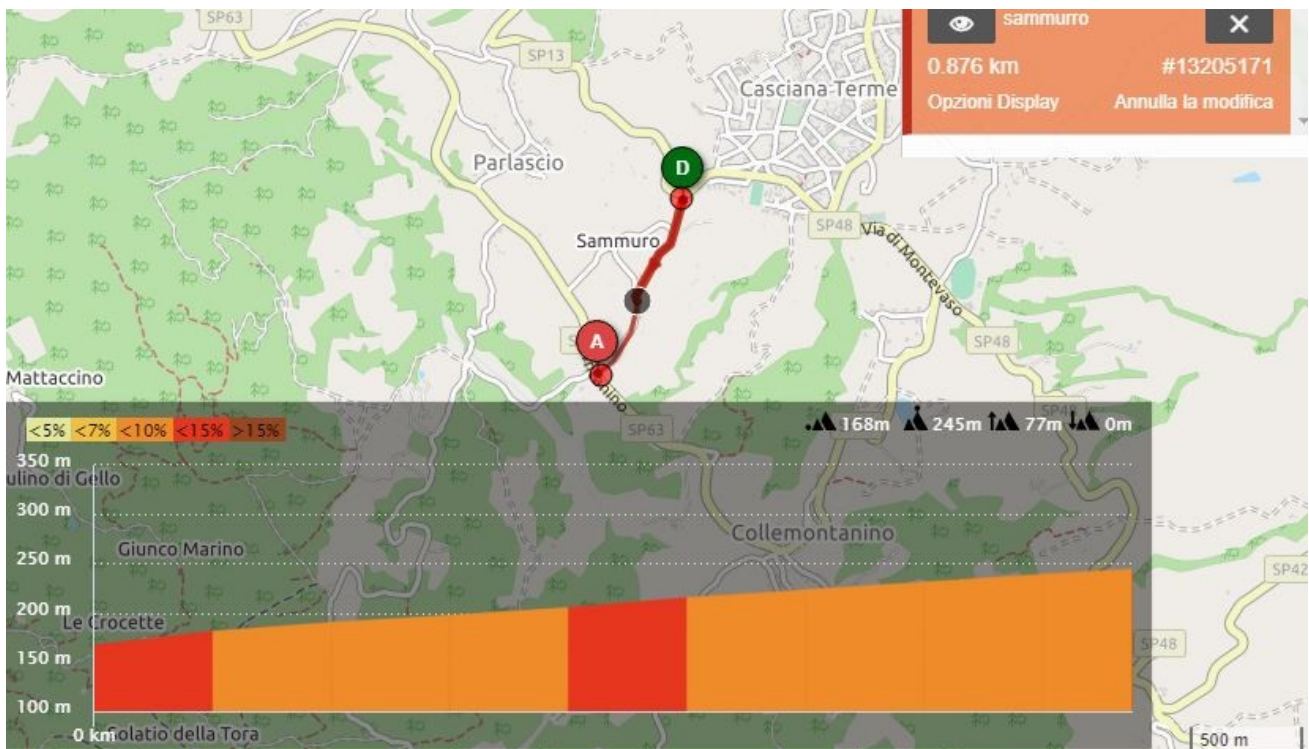 SP63
sammurro
0.876 km #13205171
Opzioni Display Annulla la modifica
SP13
Casciana Terme
Parlascio
D
Sammuro
SP48
Via di Montevaso
A
SP48
Mattaccino
SP63
<5% <7% <10% <15% >15%
168m 245m 77m 0m
350 m
ulino di Gello
300 m
Collemontanino
Giunco Marino
250 m
SP42
200 m
Le Crocette
SP48
150 m
100 m
0 km
olatio della Tora
500 m